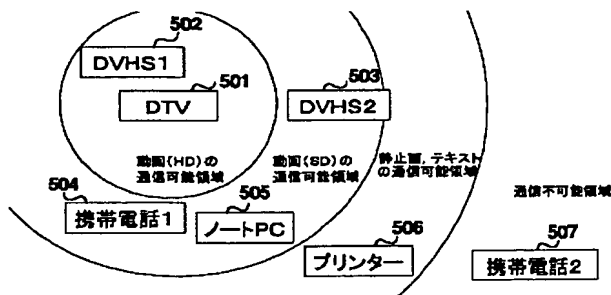 502
DVHS1
501
DTV
503
DVHS2
動画(HD)の
通信可能領域
動画(SD)の
通信可能領域
静止画,テキスト
の通信可能領域
通信不可能領域
504
携帯電話1
505
ノートPC
506
プリンター
507
携帯電話2